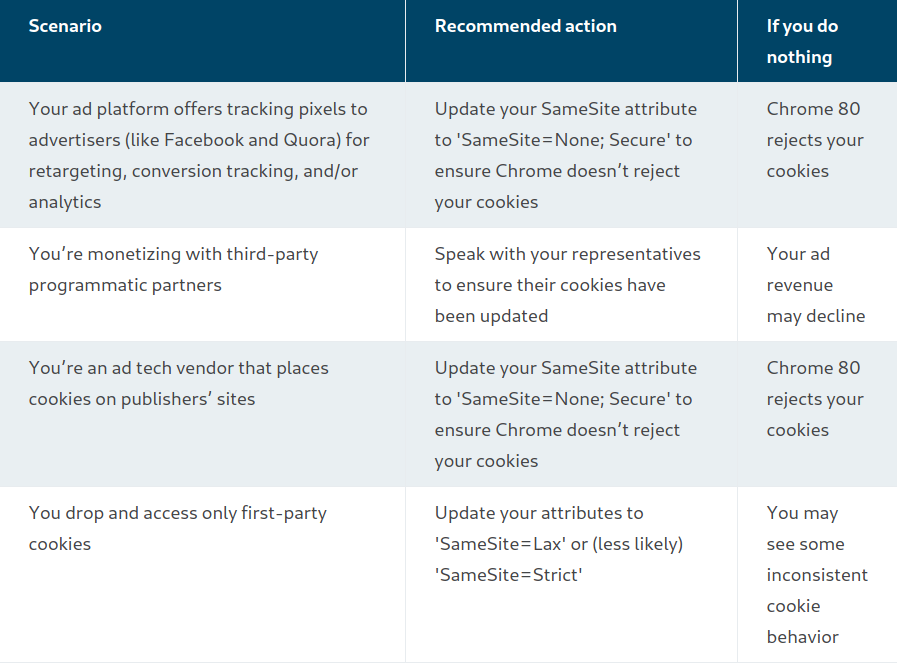 Scenario
Recommended action
If you do
nothing
Your ad platform offers tracking pixels to
advertisers (like Facebook and Quora) for
retargeting, conversion tracking, and/or
analytics
Update your SameSite attribute
to 'SameSite=None; Secure' to
ensure Chrome doesn’t reject
your cookies
Chrome 80
rejects your
cookies
You’re monetizing with third-party
programmatic partners
Speak with your representatives
to ensure their cookies have
been updated
Your ad
revenue
may decline
You’re an ad tech vendor that places
cookies on publishers’ sites
Update your SameSite attribute
to 'SameSite=None; Secure' to
ensure Chrome doesn’t reject
your cookies
Chrome 80
rejects your
cookies
You drop and access only first-party
cookies
Update your attributes to
'SameSite=Lax' or (less likely)
'SameSite=Strict'
You may
see some
inconsistent
cookie
behavior